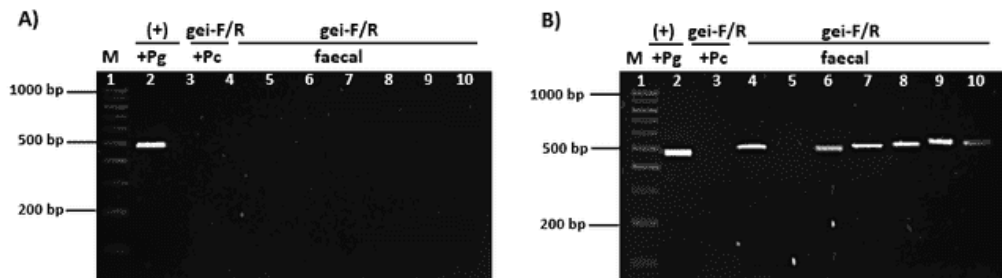 A)
(+) gei-F/R gei-F/R
M +Pg +Pc faecal
1 2 3 4 5 6 7 8 9 10
1000 bp
500 bp
200 bp
B)
(+) gei-F/R gei-F/R
M +Pg +Pc faecal
1 2 3 4 5 6 7 8 9 10
1000 bp
500 bp
200 bp